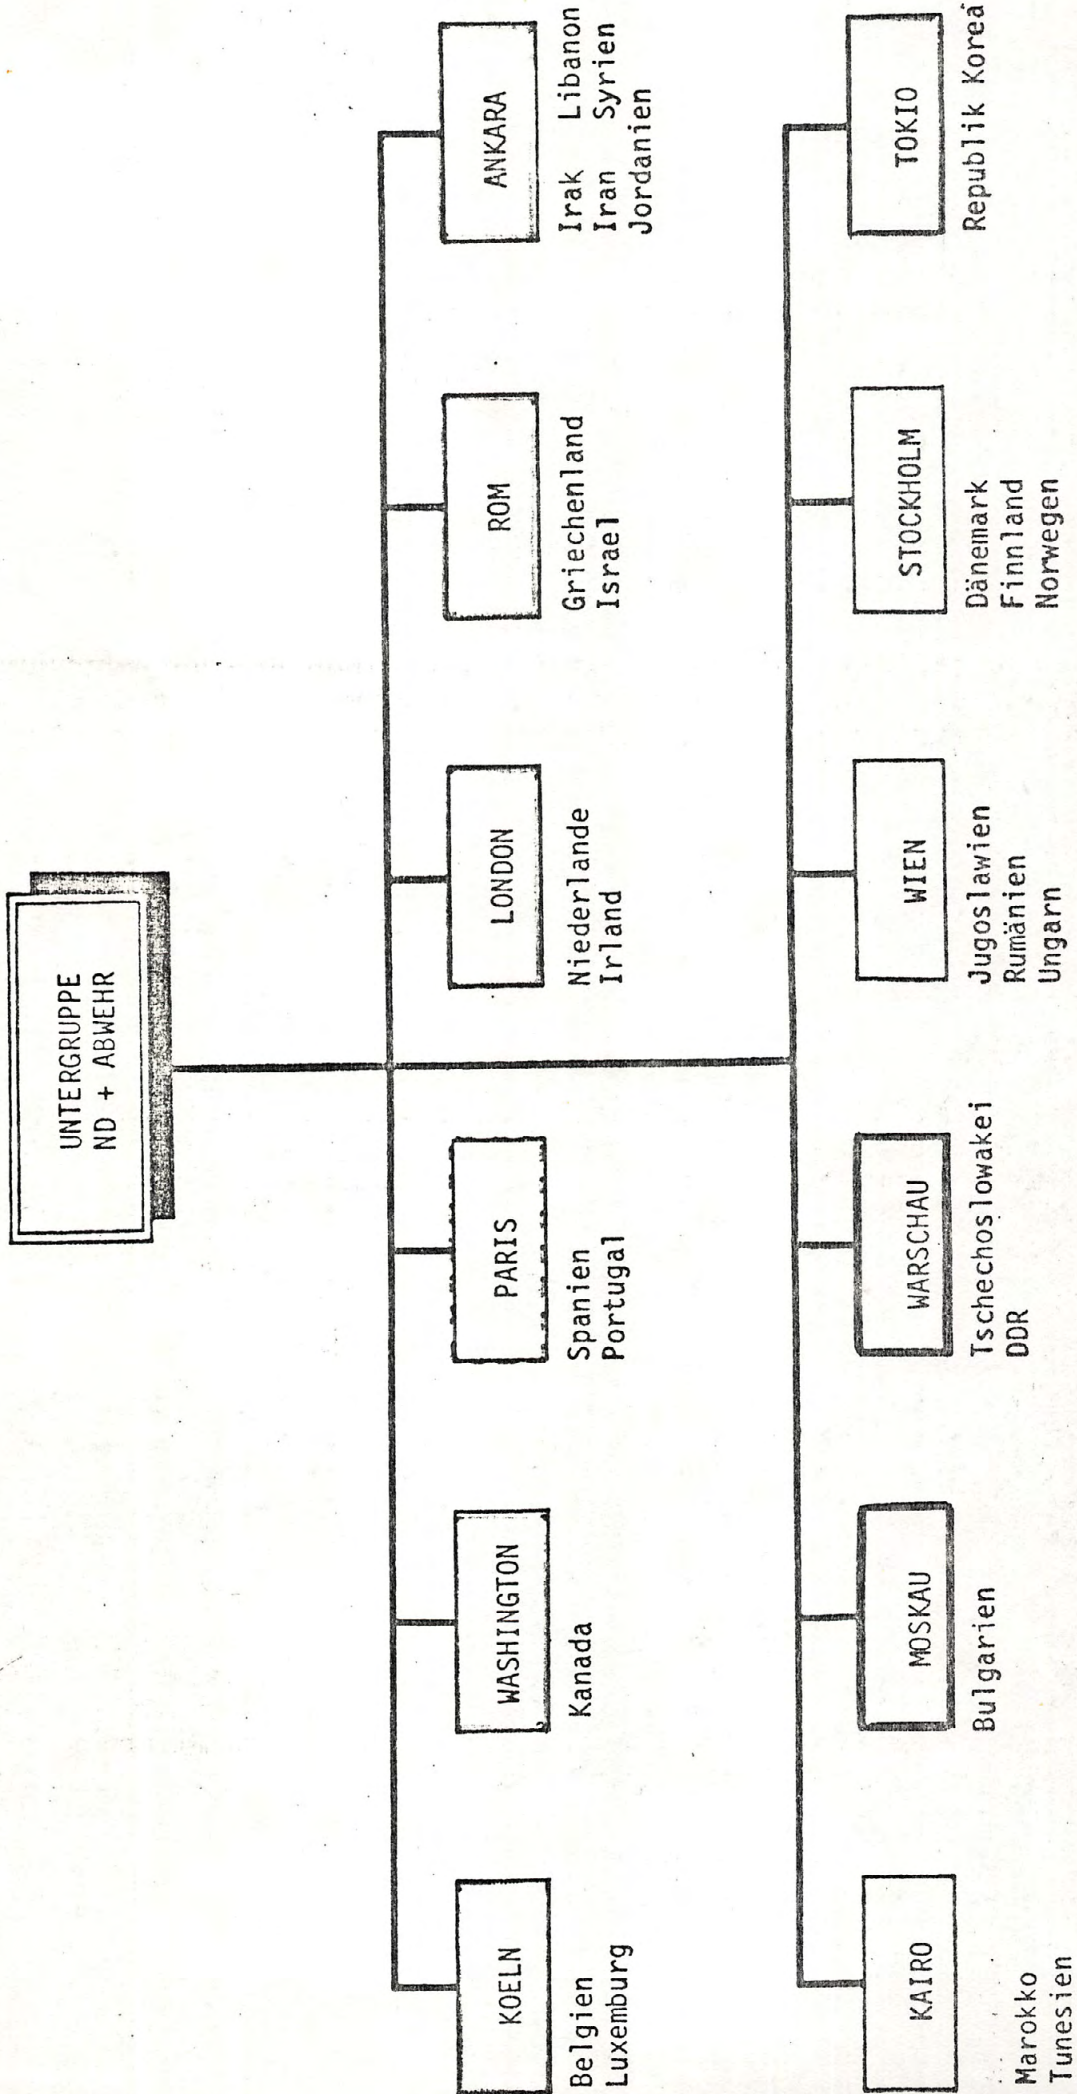 UNTERGRUPPE
ND + ABWEHR
KOELN
Belgien
Luxemburg
WASHINGTON
Kanada
PARIS
Spanien
Portugal
LONDON
Niederlande
Irland
ROM
Griechenland
Israel
ANKARA
Irak Libanon
Iran Syrien
Jordanien
KAIRO
Marokko
Tunesien
MOSKAU
Bulgarien
WARSCHAU
Tschechoslowakei
DDR
WIEN
Jugoslawien
Rumänien
Ungarn
STOCKHOLM
Dänemark
Finnland
Norwegen
TOKIO
Republik Korea